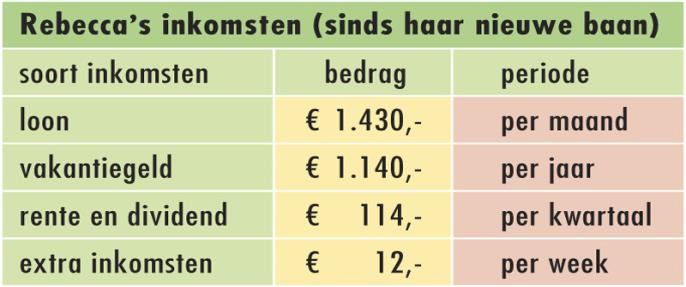 Rebecca's inkomsten (sinds haar nieuwe baan)
soort inkomsten bedrag periode
loon € 1.430,- per maand
vakantiegeld € 1.140,- per jaar
rente en dividend € 114,- per kwartaal
extra inkomsten € 12,- per week